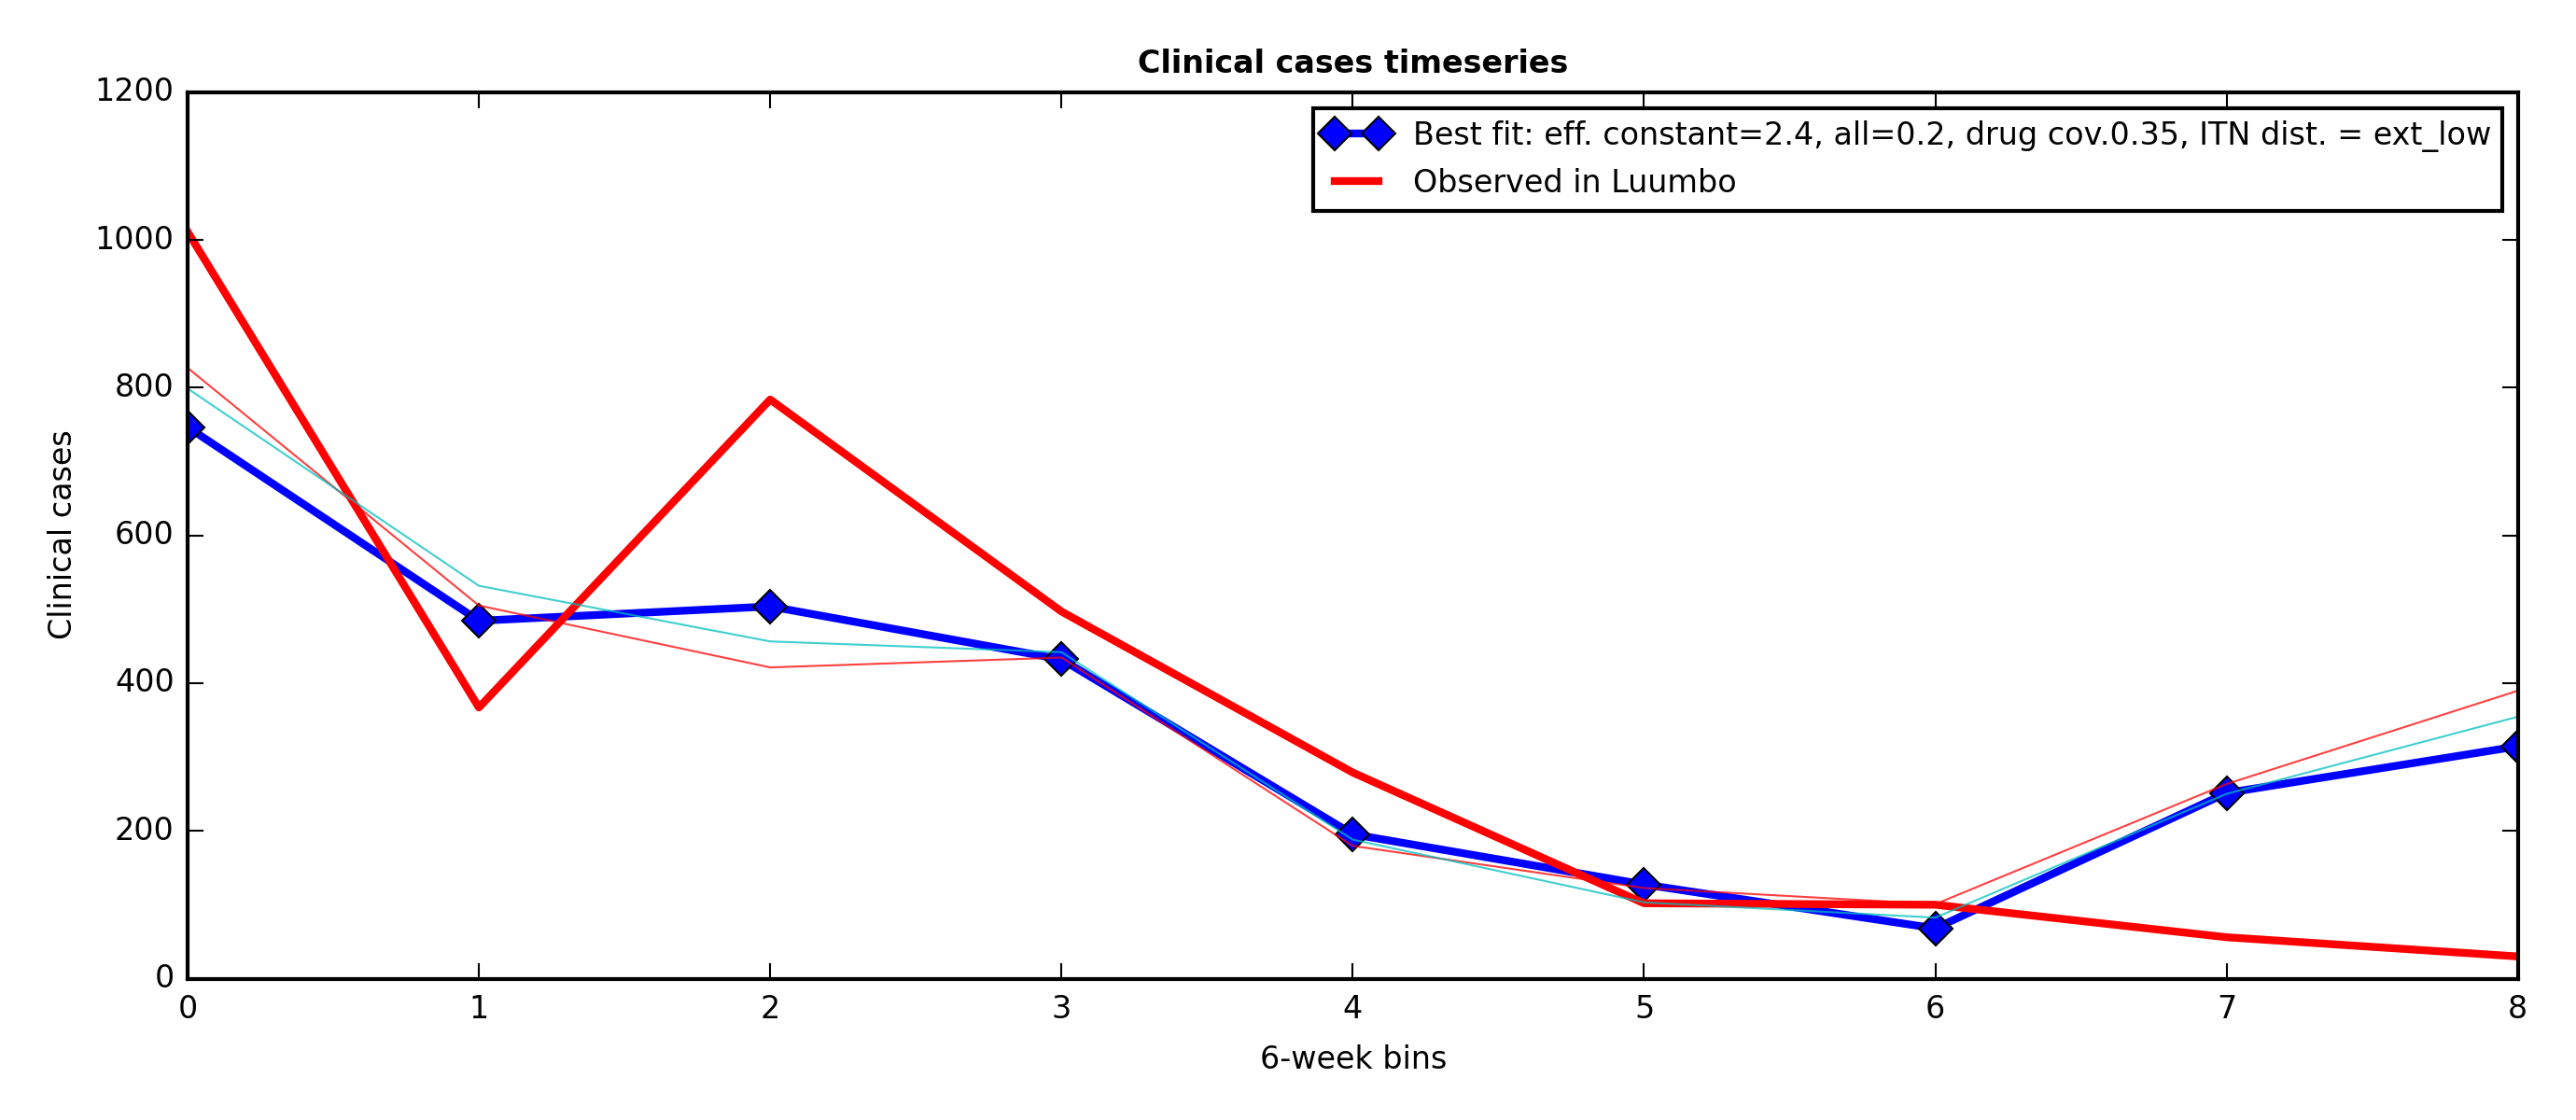 Clinical cases timeseries
1200
1000
800
600
400
200
0
Clinical cases
Best fit: eff. constant=2.4, all=0.2, drug cov.0.35, ITN dist. = ext_low
Observed in Luumbo
0 1 2 3 4 5 6 7 8
6-week bins